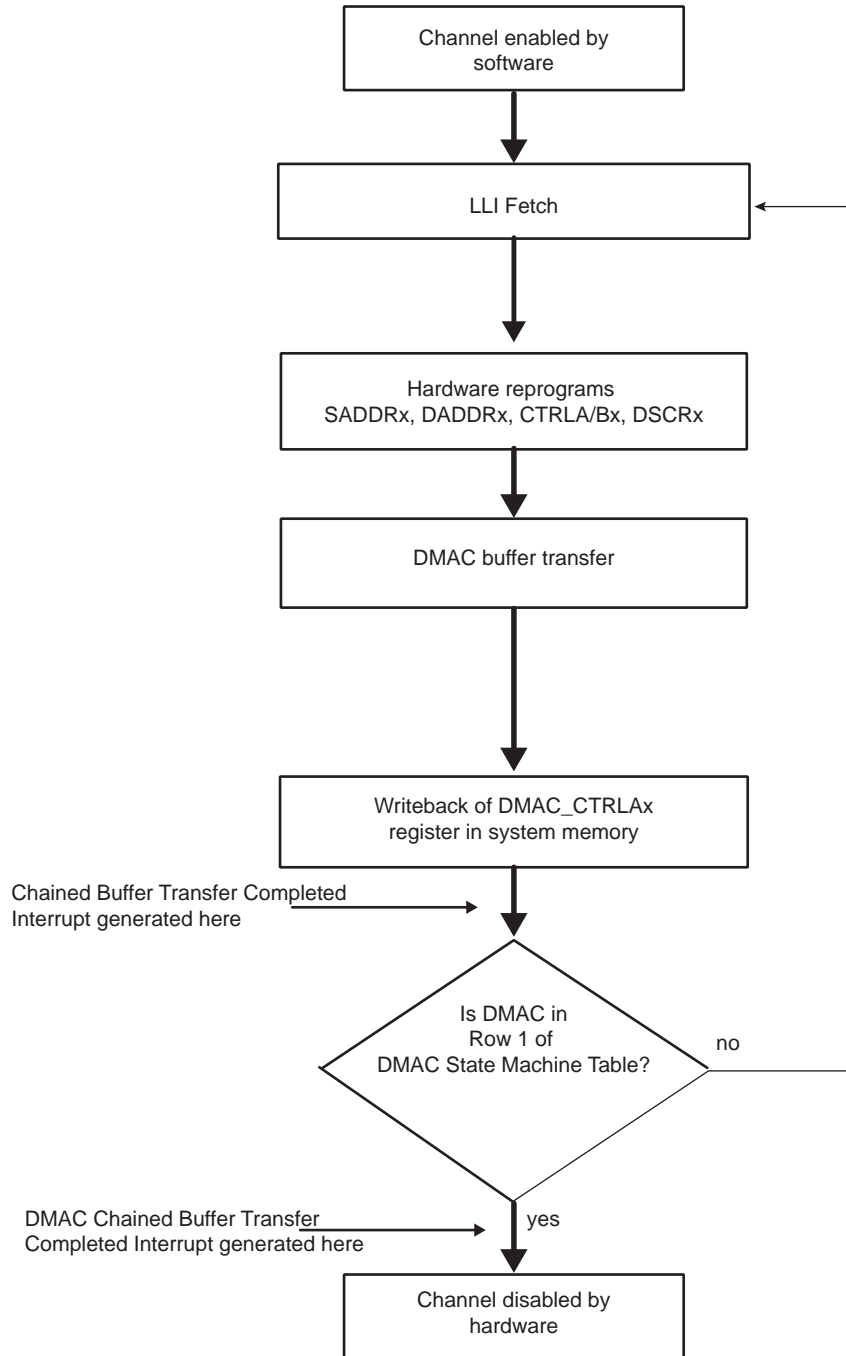 Channel enabled by
software
LLI Fetch
Hardware reprograms
SADDRx, DADDRx, CTRLA/Bx, DSCRx
DMAC buffer transfer
Writeback of DMAC_CTRLAx
register in system memory
Chained Buffer Transfer Completed
Interrupt generated here
Is DMAC in
Row 1 of
DMAC State Machine Table?
no
yes
DMAC Chained Buffer Transfer
Completed Interrupt generated here
Channel disabled by
hardware